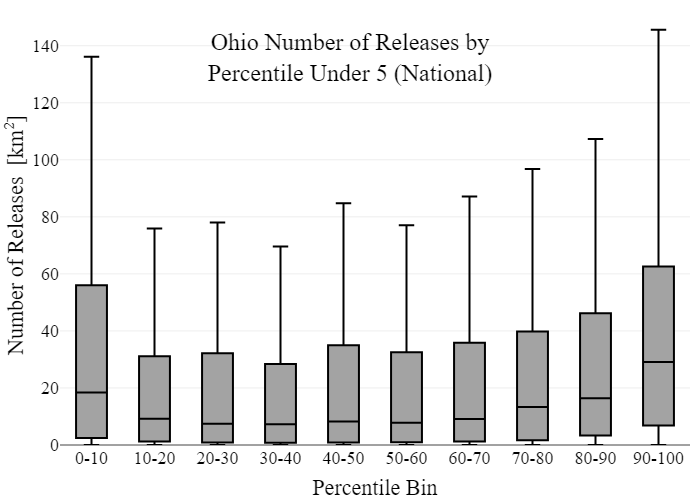 Ohio Number of Releases by
Percentile Under 5 (National)
Number of Releases [km²]
140
120
100
80
60
40
20
0
0-10 10-20 20-30 30-40 40-50 50-60 60-70 70-80 80-90 90-100
Percentile Bin